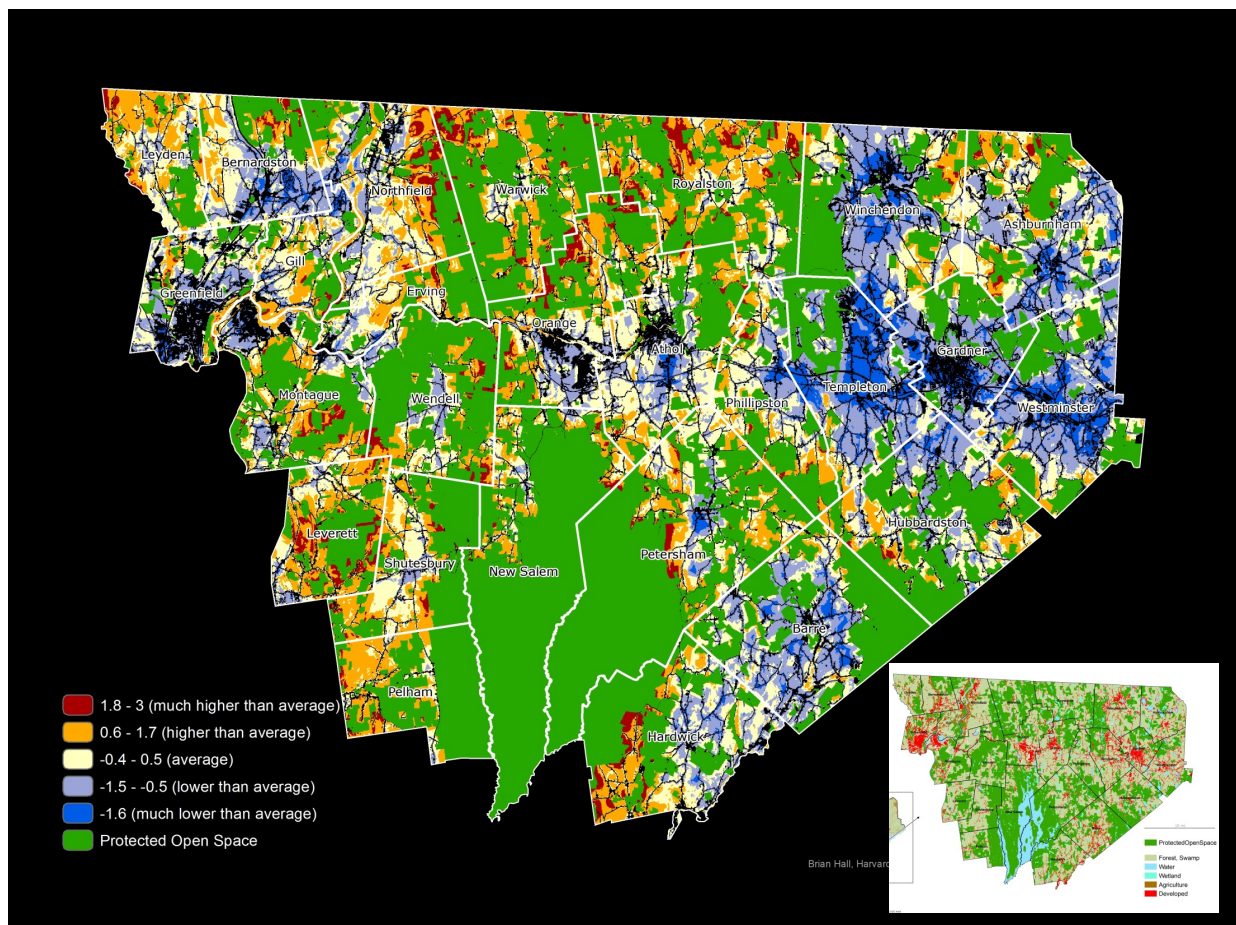 Leyden
Bernardston
Northfield
Warwick
Royalston
Winchendon
Ashburnham
Gill
Greenfield
Erving
Orange
Athol
Gardner
Montague
Wendell
Phillipston
Templeton
Westminster
Leverett
Shutesbury
New Salem
Petersham
Hubbardston
Barre
Pelham
Hardwick
1.8 - 3 (much higher than average)
0.6 - 1.7 (higher than average)
-0.4 - 0.5 (average)
-1.5 - -0.5 (lower than average)
-1.6 (much lower than average)
Protected Open Space
Brian Hall, Harvard
ProtectedOpenSpace
Forest, Swamp
Water
Wetland
Agriculture
Developed